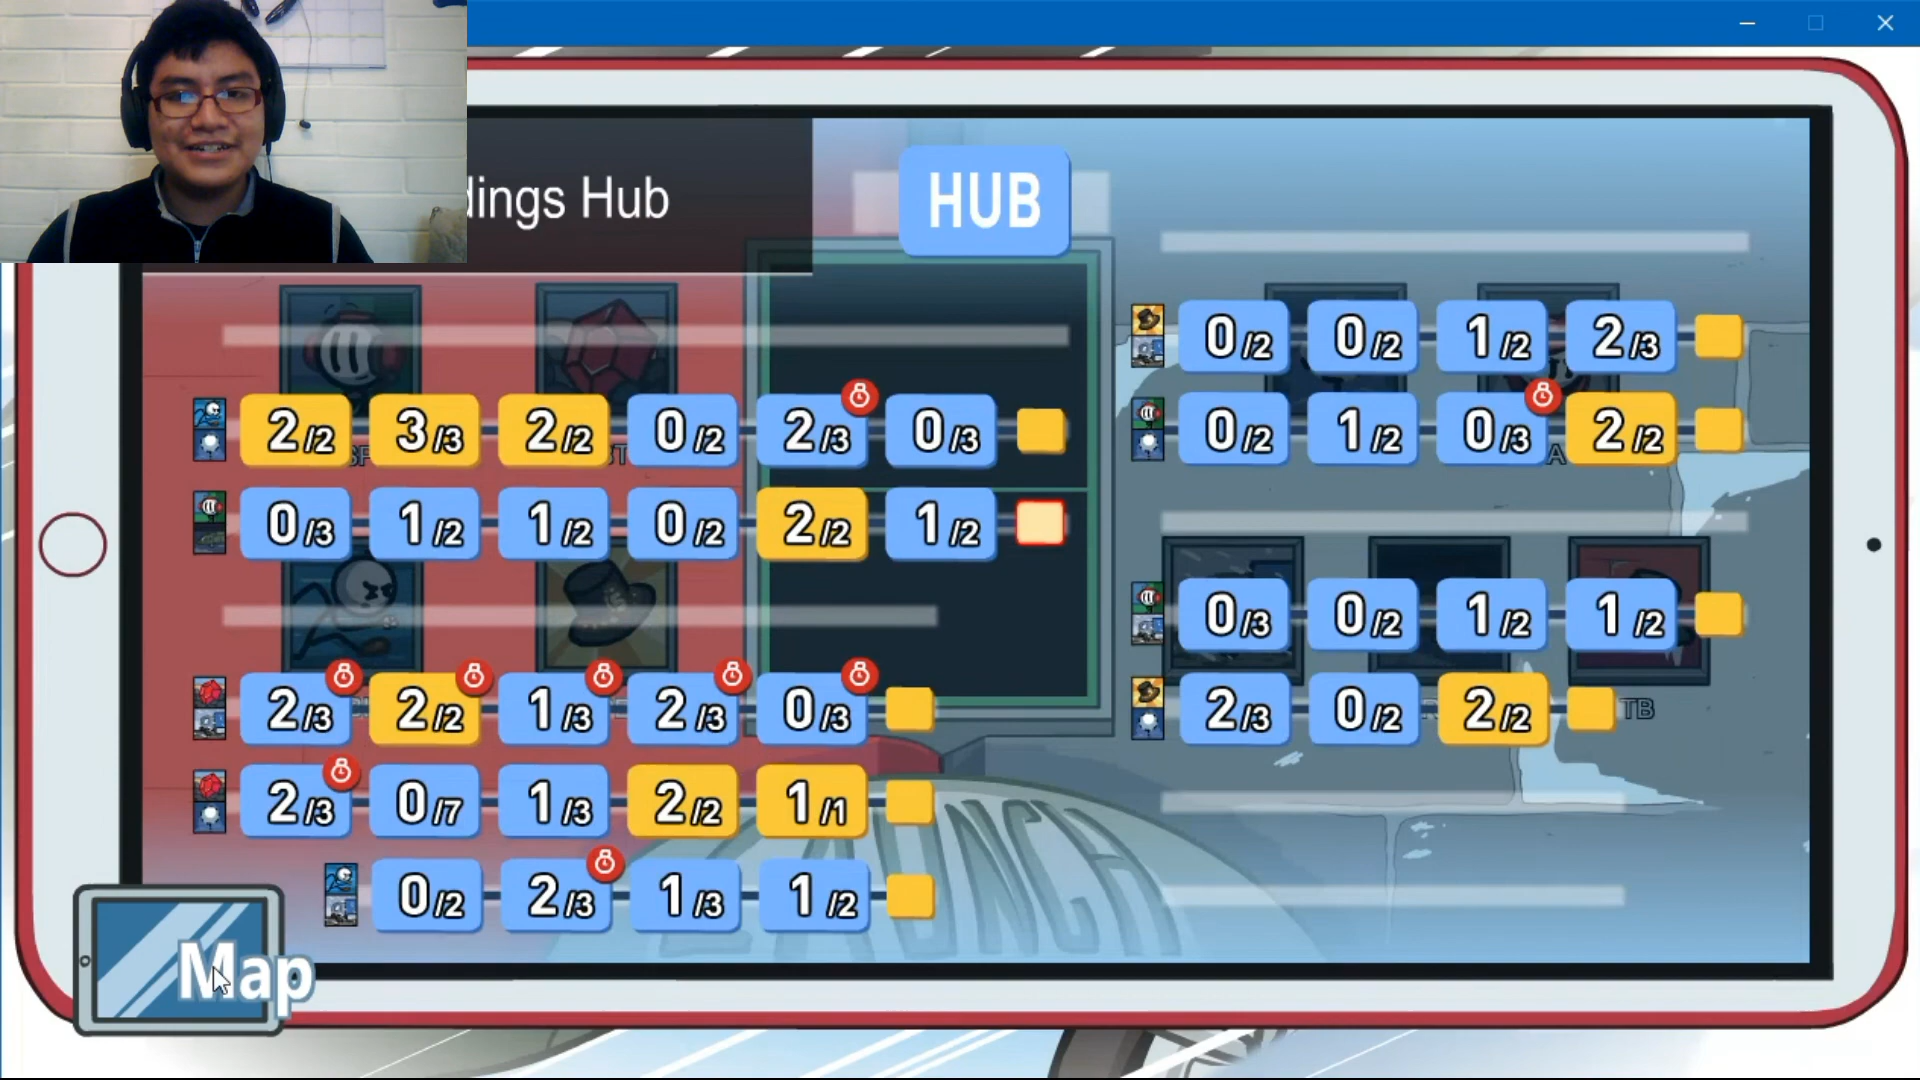 dings Hub
HUB
2/2 3/3 2/2 0/2 2/3 0/3
0/3 1/2 1/2 0/2 2/2 1/2
2/3 2/2 1/3 2/3 0/3
2/3 0/7 1/3 2/2 1/1
0/2 2/3 1/3 1/2
0/2 0/2 1/2 2/3
0/2 1/2 0/3 2/2
0/3 0/2 1/2 1/2
2/3 0/2 2/2
TB
LAUNCH
Map